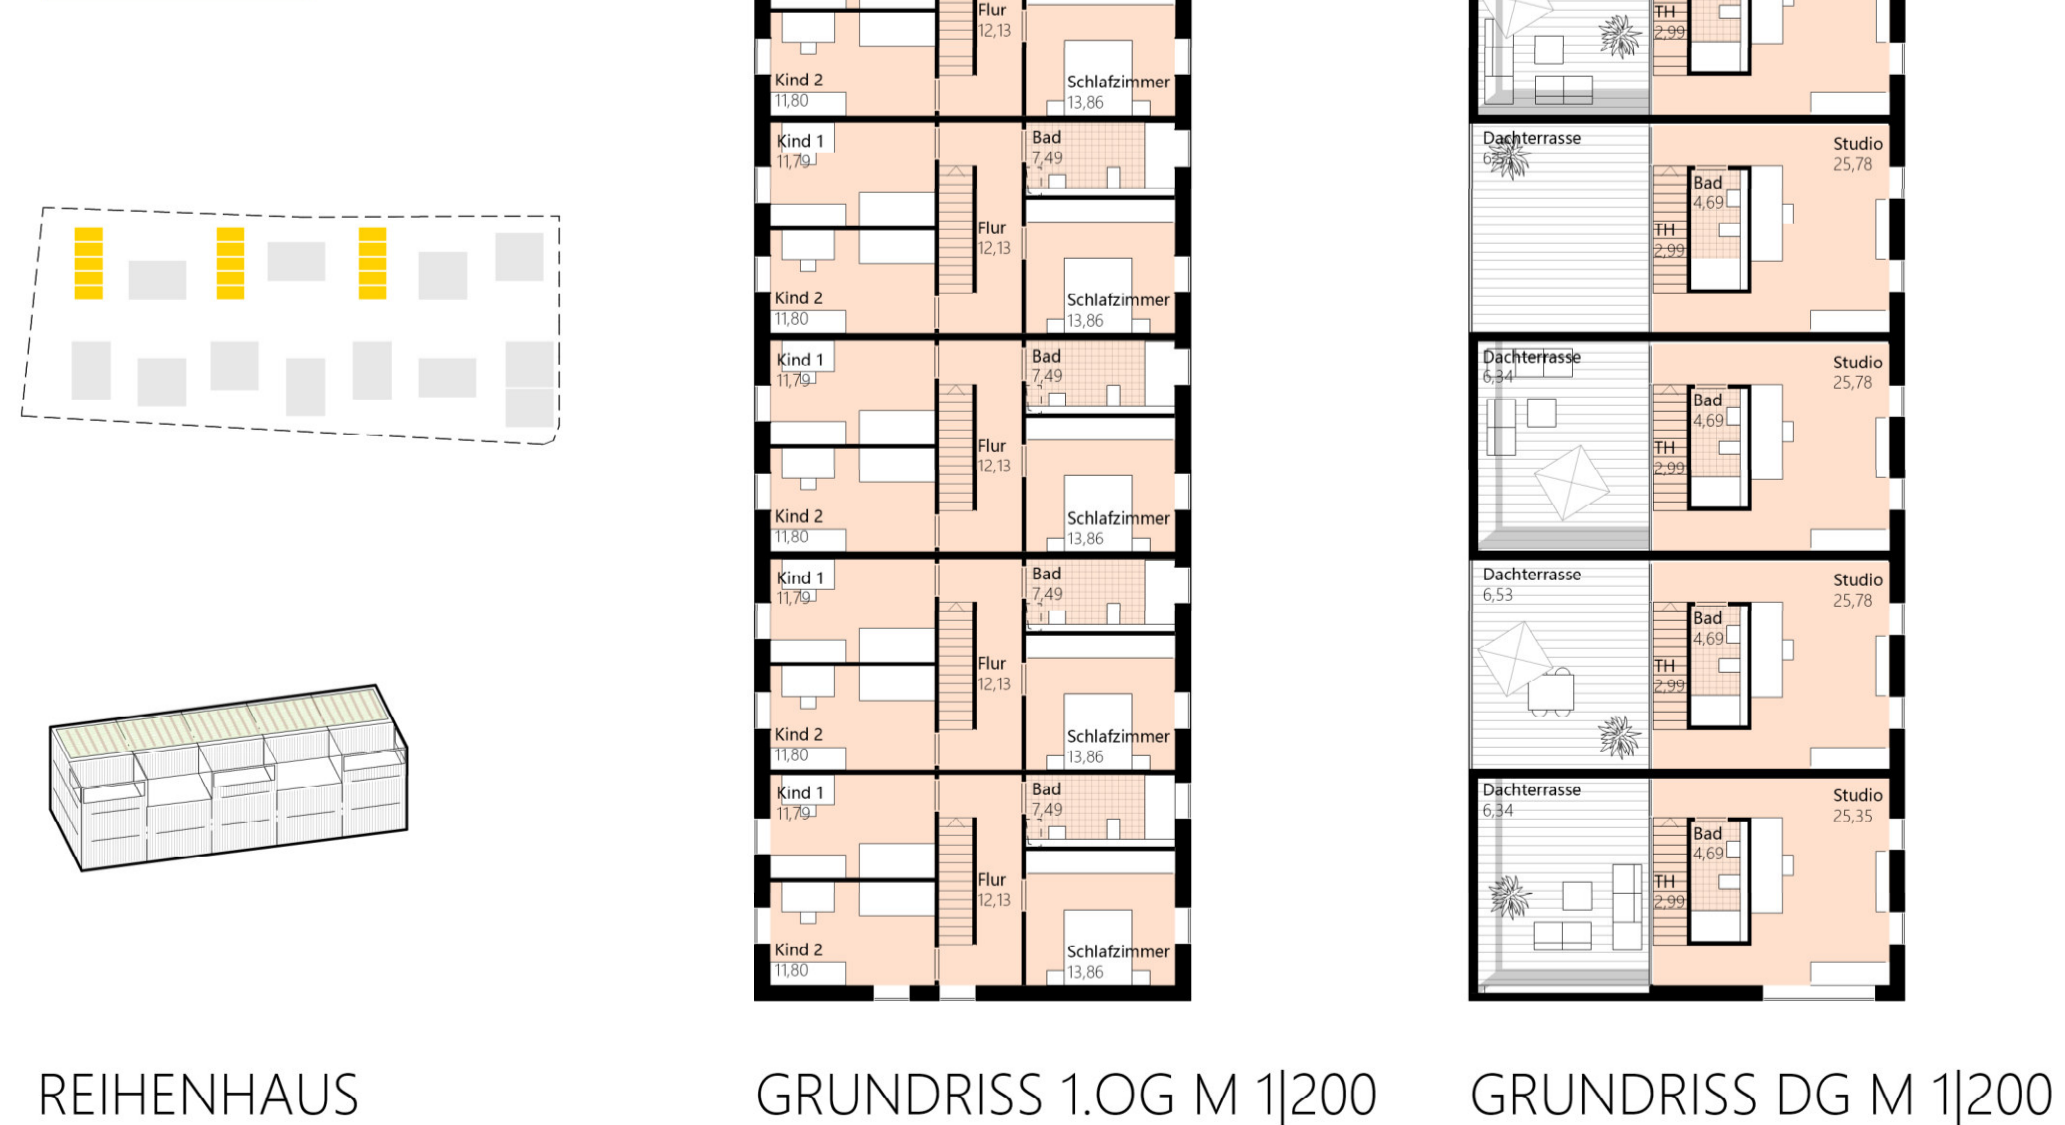 Flur
12,13
Kind 2
11,80
Schlafzimmer
13,86
Kind 1
11,79
Bad
7,49
Flur
12,13
Kind 2
11,80
Schlafzimmer
13,86
Kind 1
11,79
Bad
7,49
Flur
12,13
Kind 2
11,80
Schlafzimmer
13,86
Kind 1
11,79
Bad
7,49
Flur
12,13
Kind 2
11,80
Schlafzimmer
13,86
Kind 1
11,79
Bad
7,49
Flur
12,13
Kind 2
11,80
Schlafzimmer
13,86
TH
2,99
Dachterrasse
Studio
25,78
Bad
4,69
TH
2,99
Dachterrasse
6,34
Studio
25,78
Bad
4,69
TH
2,99
Dachterrasse
6,53
Studio
25,78
Bad
4,69
TH
2,99
Dachterrasse
6,34
Studio
25,35
Bad
4,69
TH
2,99
REIHENHAUS
GRUNDRISS 1.OG M 1|200
GRUNDRISS DG M 1|200